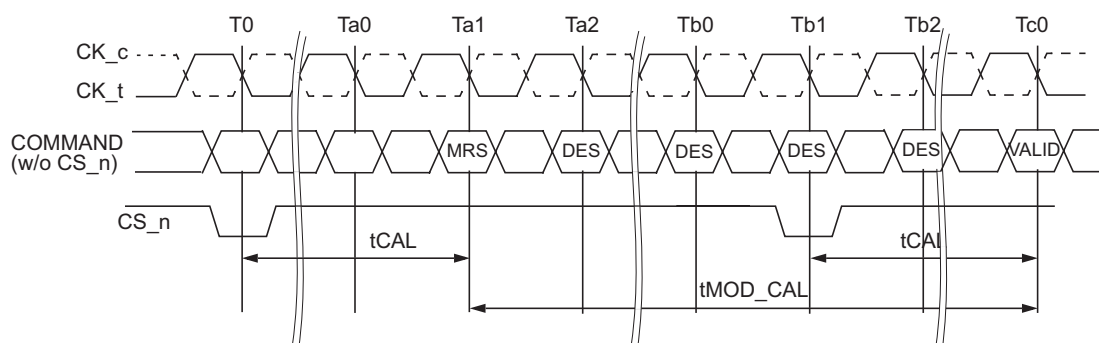 T0 Ta0 Ta1 Ta2 Tb0 Tb1 Tb2 Tc0
CK_c
CK_t
COMMAND
(w/o CS_n)
MRS DES DES DES DES VALID
CS_n
tCAL tCAL
tMOD_CAL